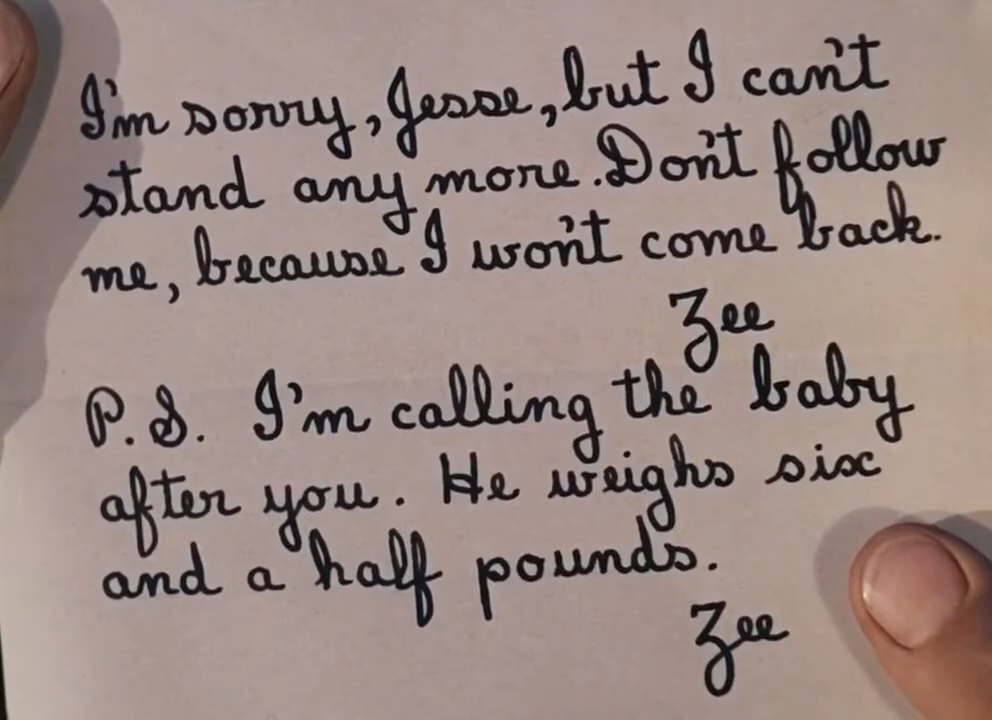 I'm sorry, Jesse, but I can't
stand any more. Don't follow
me, because I won't come back.
Zee
P.S. I'm calling the baby
after you. He weighs six
and a half pounds.
Zee